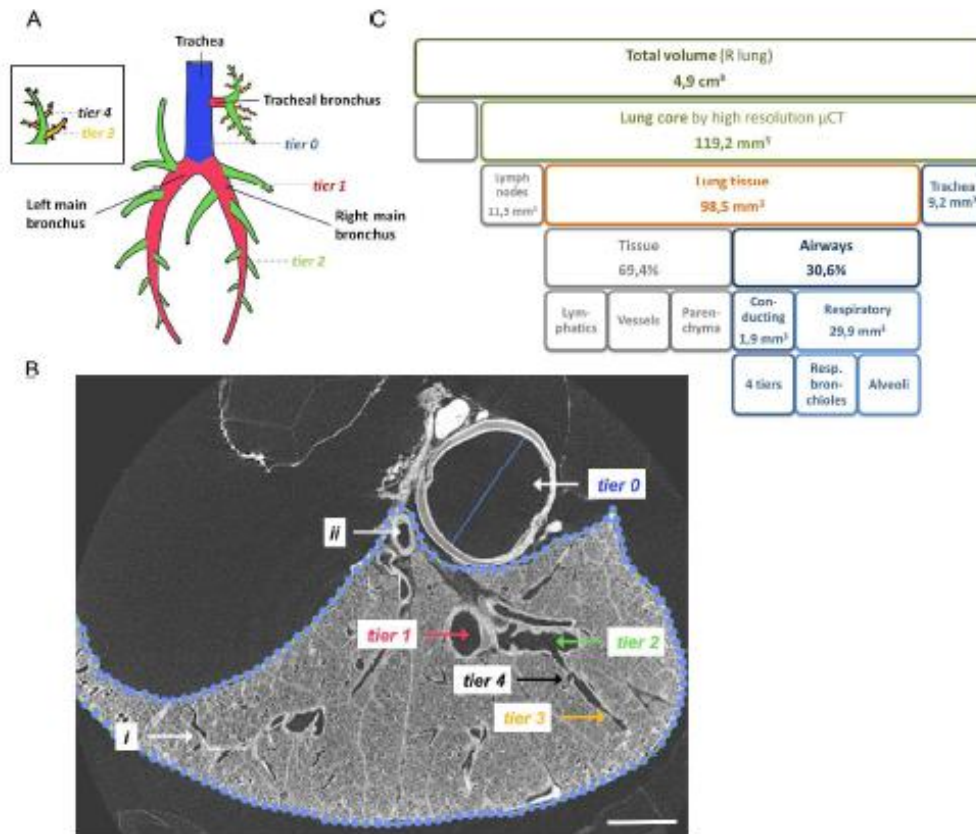 A
Trachea
tier 4
tier 3
Tracheal bronchus
tier 0
tier 1
Left main
bronchus
Right main
bronchus
tier 2
C
Total volume (R lung)
4,9 cm³
Lung core by high resolution µCT
119,2 mm³
Lymph
nodes
11,3 mm³
Lung tissue
98,5 mm³
Trachea
9,2 mm³
Tissue
69,4%
Airways
30,6%
Lym-
phatics
Vessels
Paren-
chyma
Con-
ducting
1,9 mm³
Respiratory
29,9 mm³
4 tiers
Resp.
bron-
chioles
Alveoli
B
tier 0
ii
tier 1
tier 2
tier 4
tier 3
i